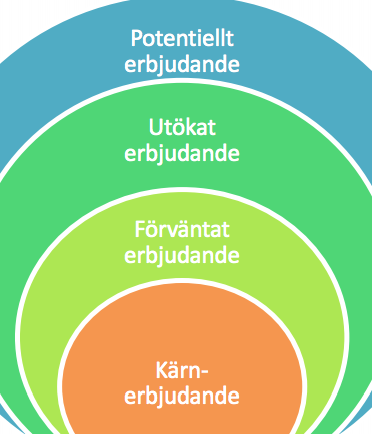 Potentiellt
erbjudande
Utökat
erbjudande
Förväntat
erbjudande
Kärn-
erbjudande